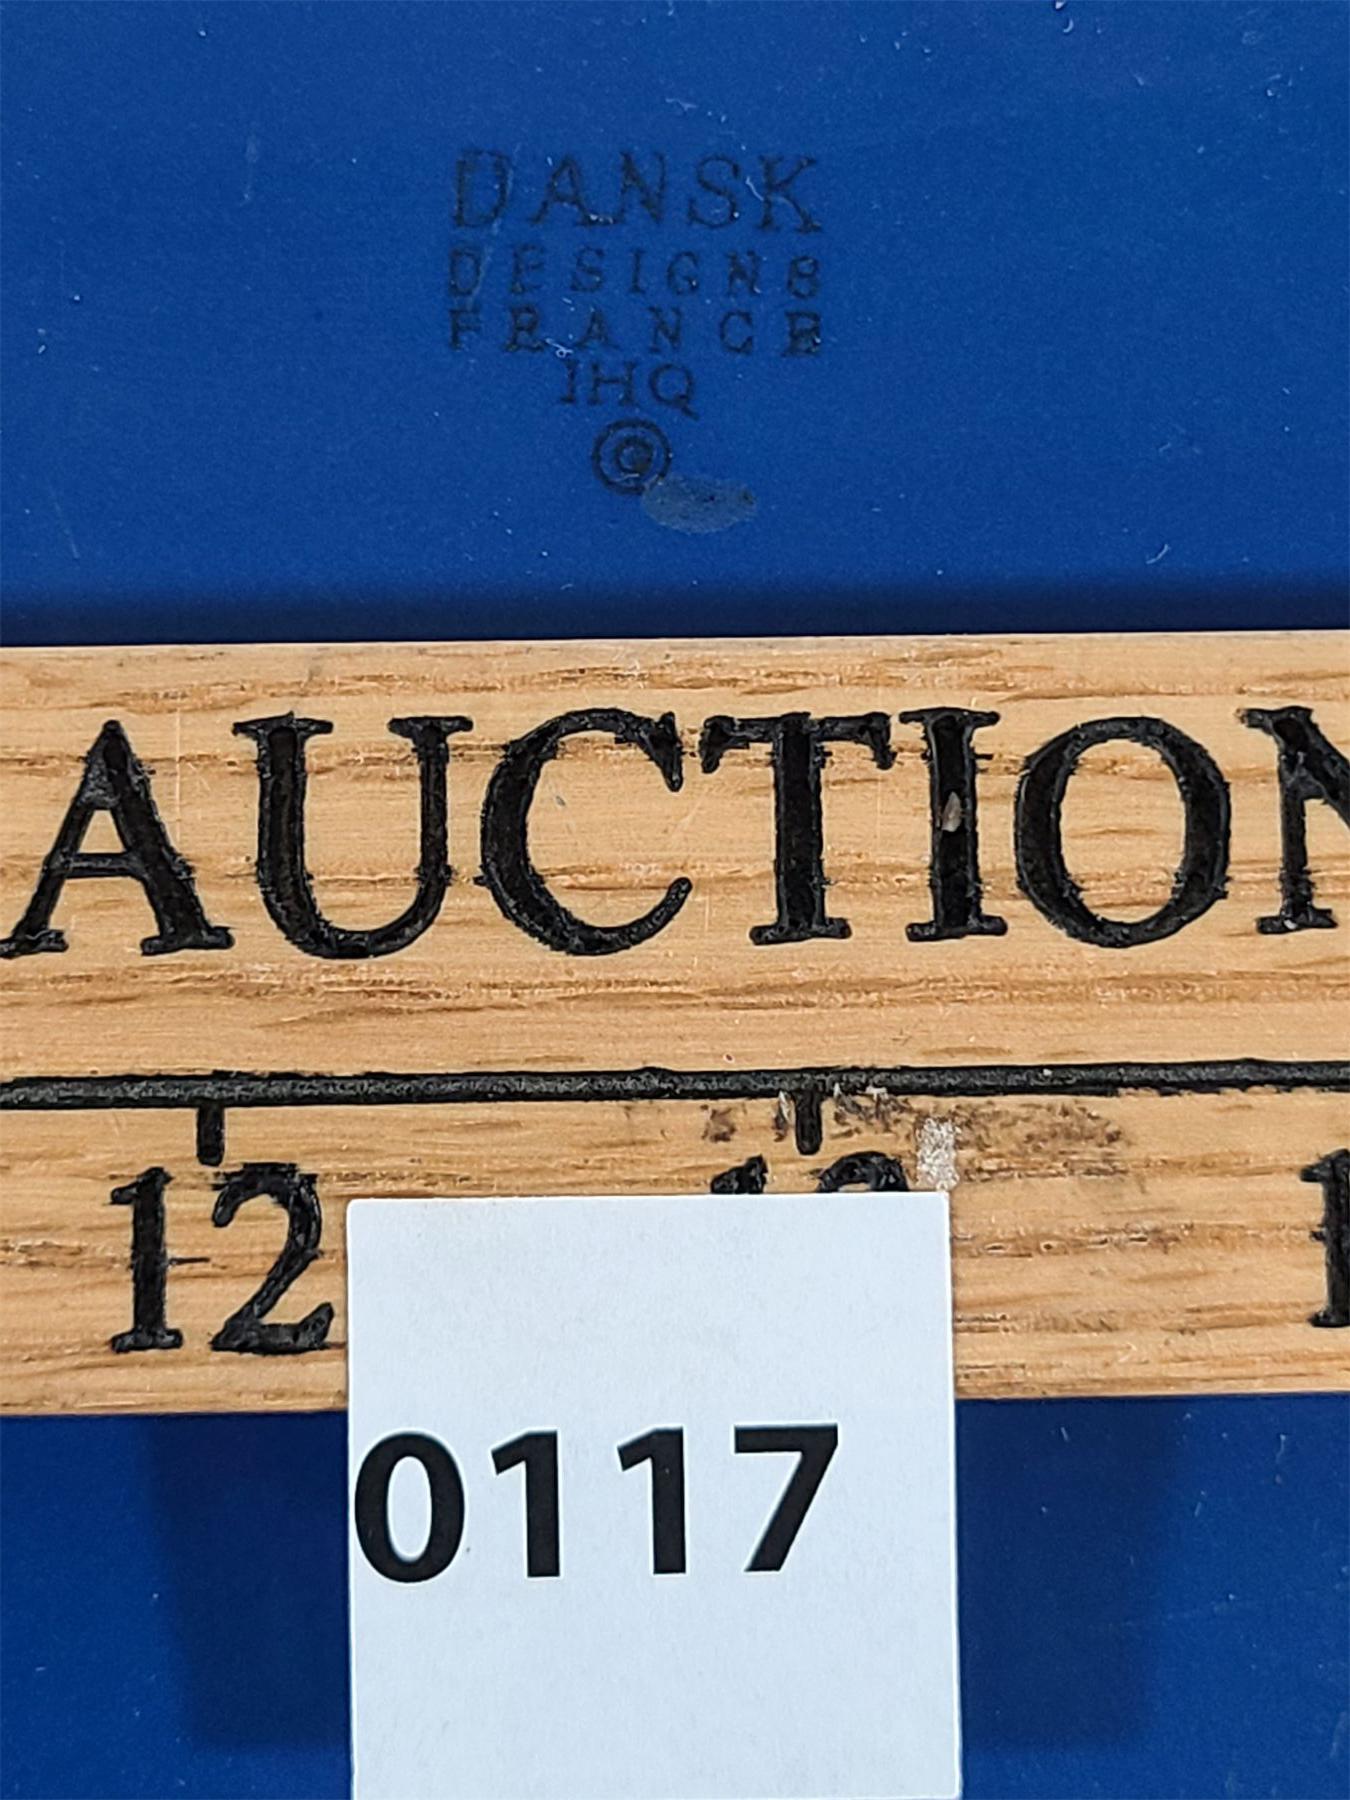 DANSK
DESIGNS
FRANCE
IHQ
©
AUCTION
12
0117